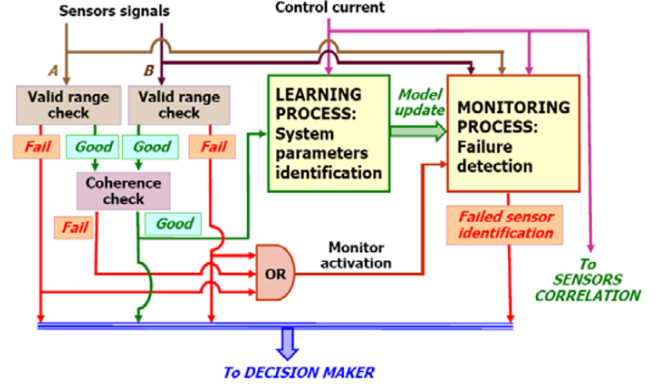 Sensors signals
Control current
A
B
Valid range
check
Valid range
check
Fail
Good
Good
Fail
Coherence
check
Fail
Good
LEARNING
PROCESS:
System
parameters
identification
Model
update
MONITORING
PROCESS:
Failure
detection
Failed sensor
identification
OR
Monitor
activation
To
SENSORS
CORRELATION
To DECISION MAKER